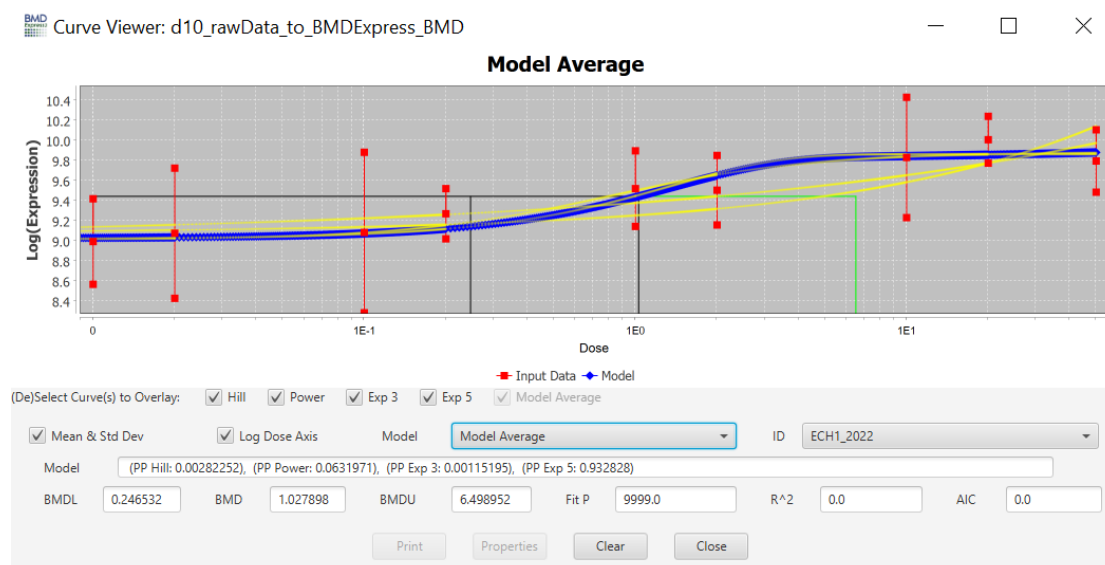 BMD Express3 Curve Viewer: d10_rawData_to_BMDExpress_BMD
Model Average
Log(Expression)
10.4
10.2
10.0
9.8
9.6
9.4
9.2
9.0
8.8
8.6
8.4
0 1E-1 1E0 1E1
Dose
Input Data Model
(De)Select Curve(s) to Overlay: Hill Power Exp 3 Exp 5 Model Average
Mean & Std Dev Log Dose Axis Model Model Average ID ECH1_2022
Model (PP Hill: 0.00282252), (PP Power: 0.0631971), (PP Exp 3: 0.00115195), (PP Exp 5: 0.932828)
BMDL 0.246532 BMD 1.027898 BMDU 6.498952 Fit P 9999.0 R^2 0.0 AIC 0.0
Print Properties Clear Close